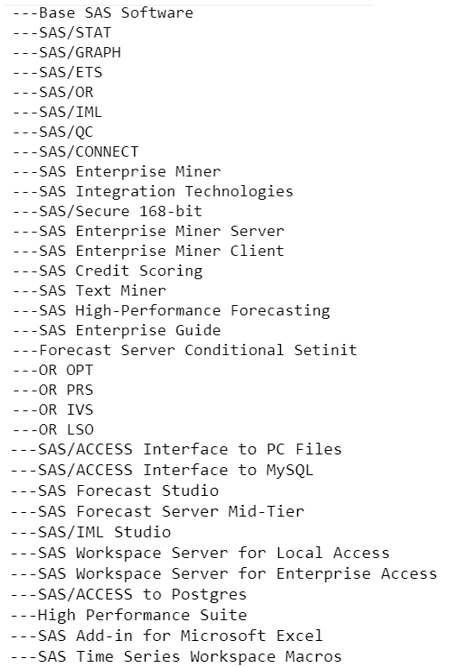 ---Base SAS Software
---SAS/STAT
---SAS/GRAPH
---SAS/ETS
---SAS/OR
---SAS/IML
---SAS/QC
---SAS/CONNECT
---SAS Enterprise Miner
---SAS Integration Technologies
---SAS/Secure 168-bit
---SAS Enterprise Miner Server
---SAS Enterprise Miner Client
---SAS Credit Scoring
---SAS Text Miner
---SAS High-Performance Forecasting
---SAS Enterprise Guide
---Forecast Server Conditional Setinit
---OR OPT
---OR PRS
---OR IVS
---OR LSO
---SAS/ACCESS Interface to PC Files
---SAS/ACCESS Interface to MySQL
---SAS Forecast Studio
---SAS Forecast Server Mid-Tier
---SAS/IML Studio
---SAS Workspace Server for Local Access
---SAS Workspace Server for Enterprise Access
---SAS/ACCESS to Postgres
---High Performance Suite
---SAS Add-in for Microsoft Excel
---SAS Time Series Workspace Macros